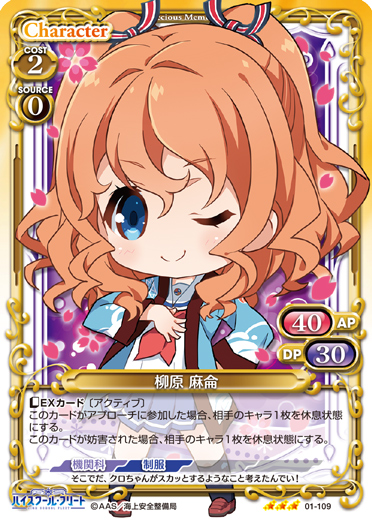 Precious Mem
Character
COST
2
SOURCE
0
40 AP
DP 30
柳原 麻侖
EXカード〔アクティブ〕
このカードがアプローチに参加した場合、相手のキャラ1枚を休息状態
にする。
このカードが妨害された場合、相手のキャラ1枚を休息状態にする。
機関科 制服
そこでだ、クロちゃんがスカッとするようなこと考えたんでい!
ハイスクール・フリート
©AAS/海上安全整備局
01-109